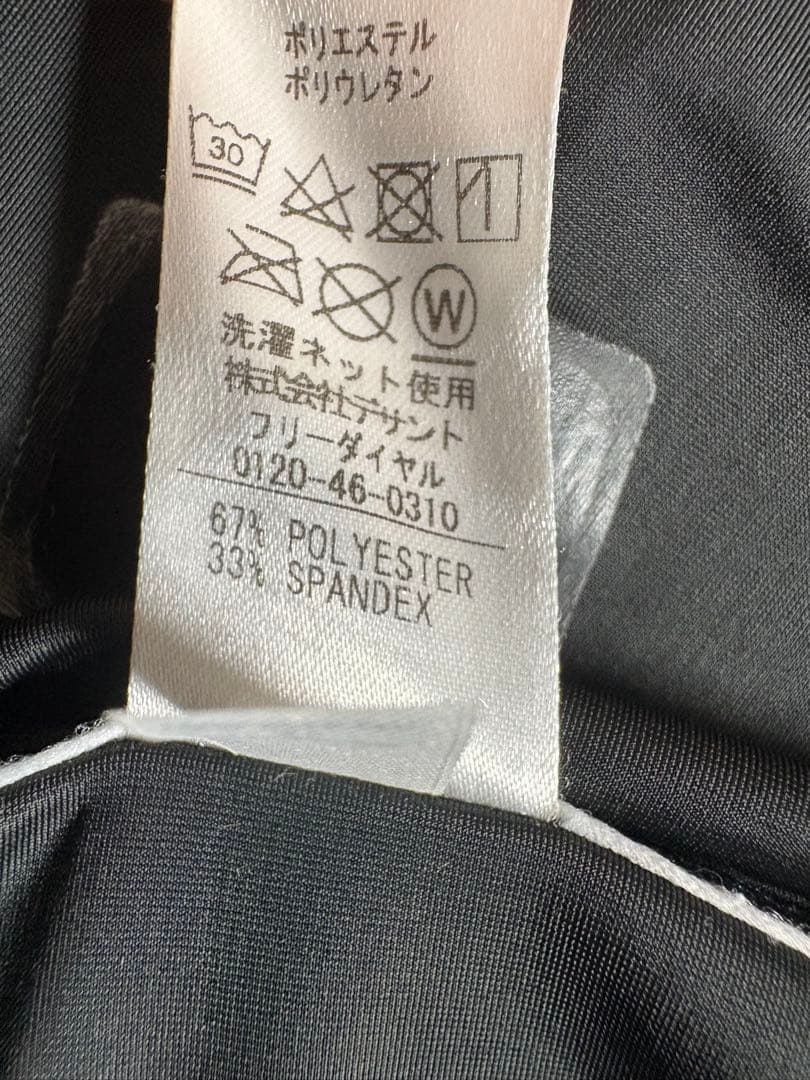 ポリエステル
ポリウレタン
30
W
洗濯ネット使用
株式会社デサント
フリーダイヤル
0120-46-0310
67% POLYESTER
33% SPANDEX